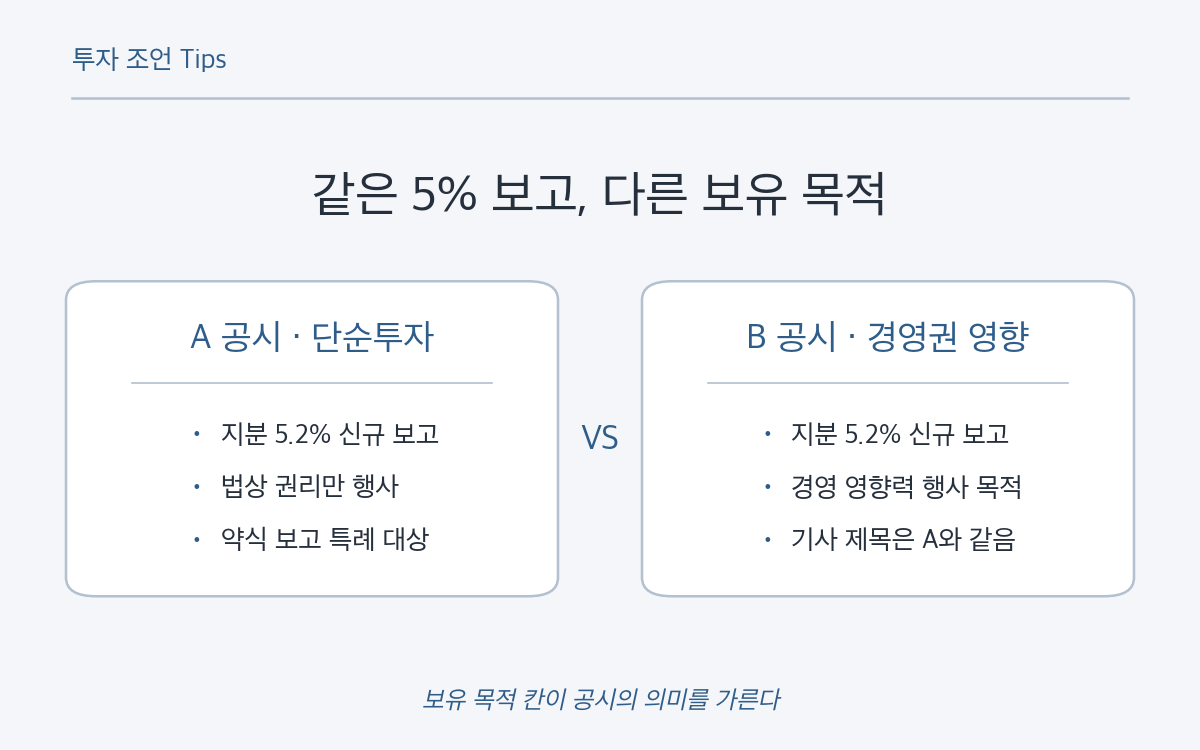 투자 조언 Tips
같은 5% 보고, 다른 보유 목적
A 공시 · 단순투자
• 지분 5.2% 신규 보고
• 법상 권리만 행사
• 약식 보고 특례 대상
VS
B 공시 · 경영권 영향
• 지분 5.2% 신규 보고
• 경영 영향력 행사 목적
• 기사 제목은 A와 같음
보유 목적 칸이 공시의 의미를 가른다